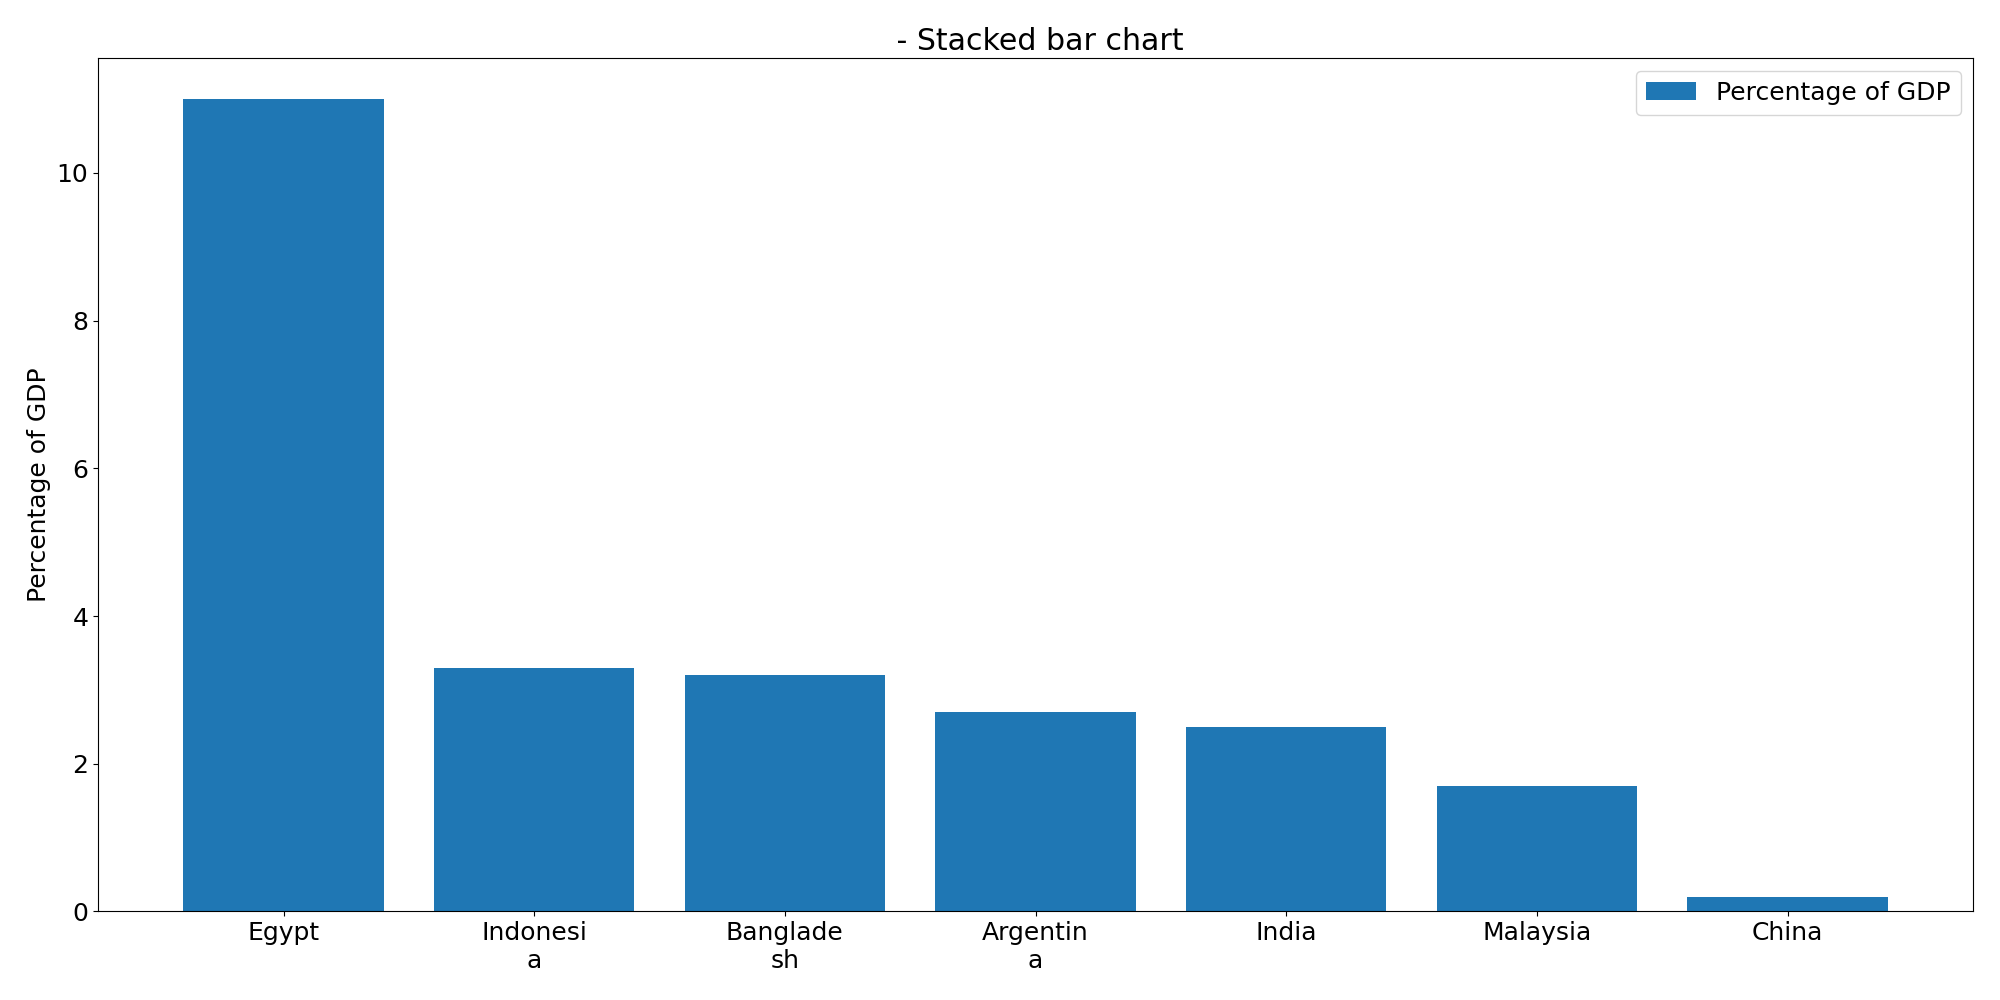 - Stacked bar chart
Percentage of GDP
Percentage of GDP
10
8
6
4
2
0
Egypt
Indonesi
a
Banglade
sh
Argentin
a
India
Malaysia
China